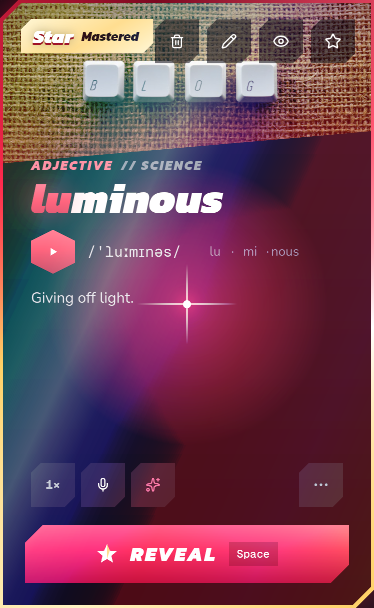 Star Mastered
B L O G
ADJECTIVE // SCIENCE
luminous
/ˈluːmɪnəs/ lu · mi · nous
Giving off light.
1×
REVEAL Space